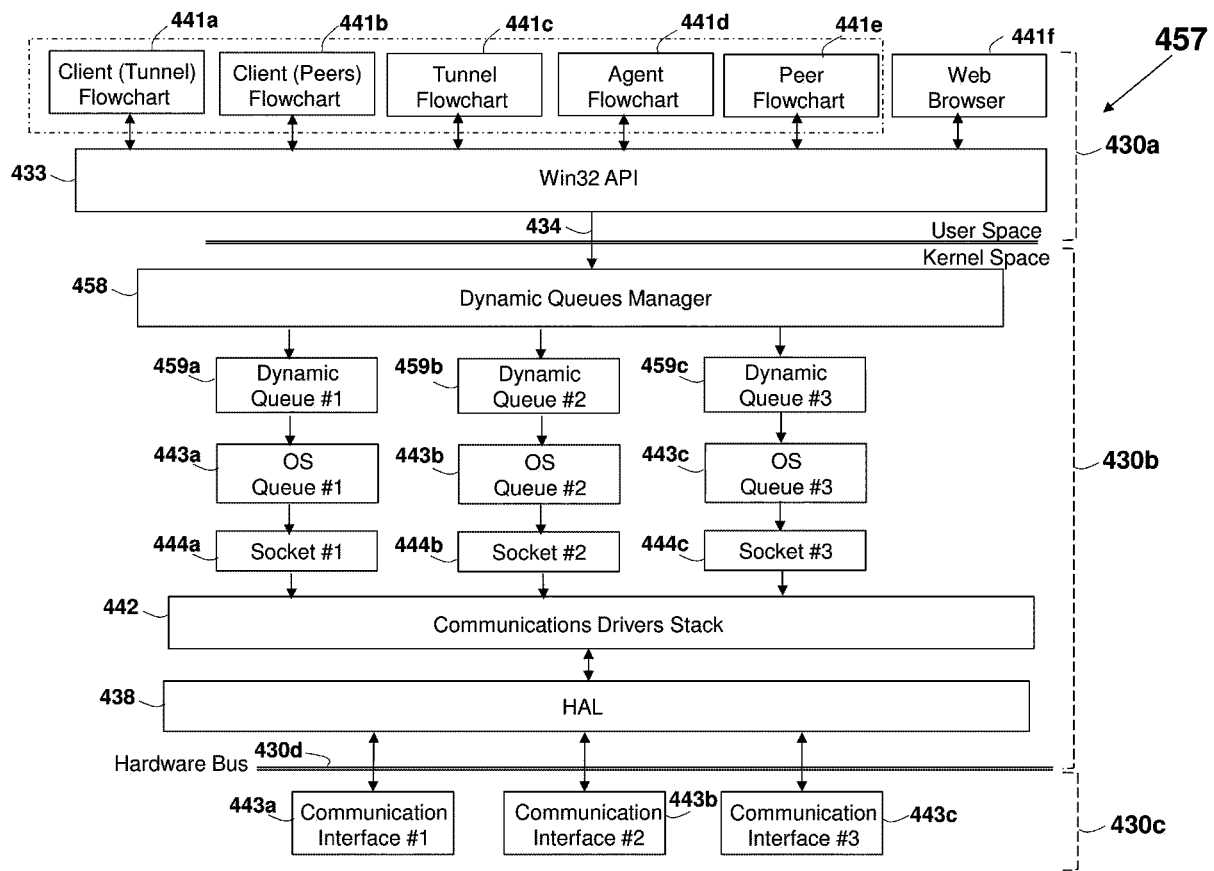 441a
441b
441c
441d
441e
441f
457
Client (Tunnel)
Flowchart
Client (Peers)
Flowchart
Tunnel
Flowchart
Agent
Flowchart
Peer
Flowchart
Web
Browser
430a
433
Win32 API
434
User Space
Kernel Space
458
Dynamic Queues Manager
459a
Dynamic
Queue #1
459b
Dynamic
Queue #2
459c
Dynamic
Queue #3
443a
OS
Queue #1
443b
OS
Queue #2
443c
OS
Queue #3
430b
444a
Socket #1
444b
Socket #2
444c
Socket #3
442
Communications Drivers Stack
438
HAL
Hardware Bus
430d
443a
Communication
Interface #1
443b
Communication
Interface #2
443c
Communication
Interface #3
430c